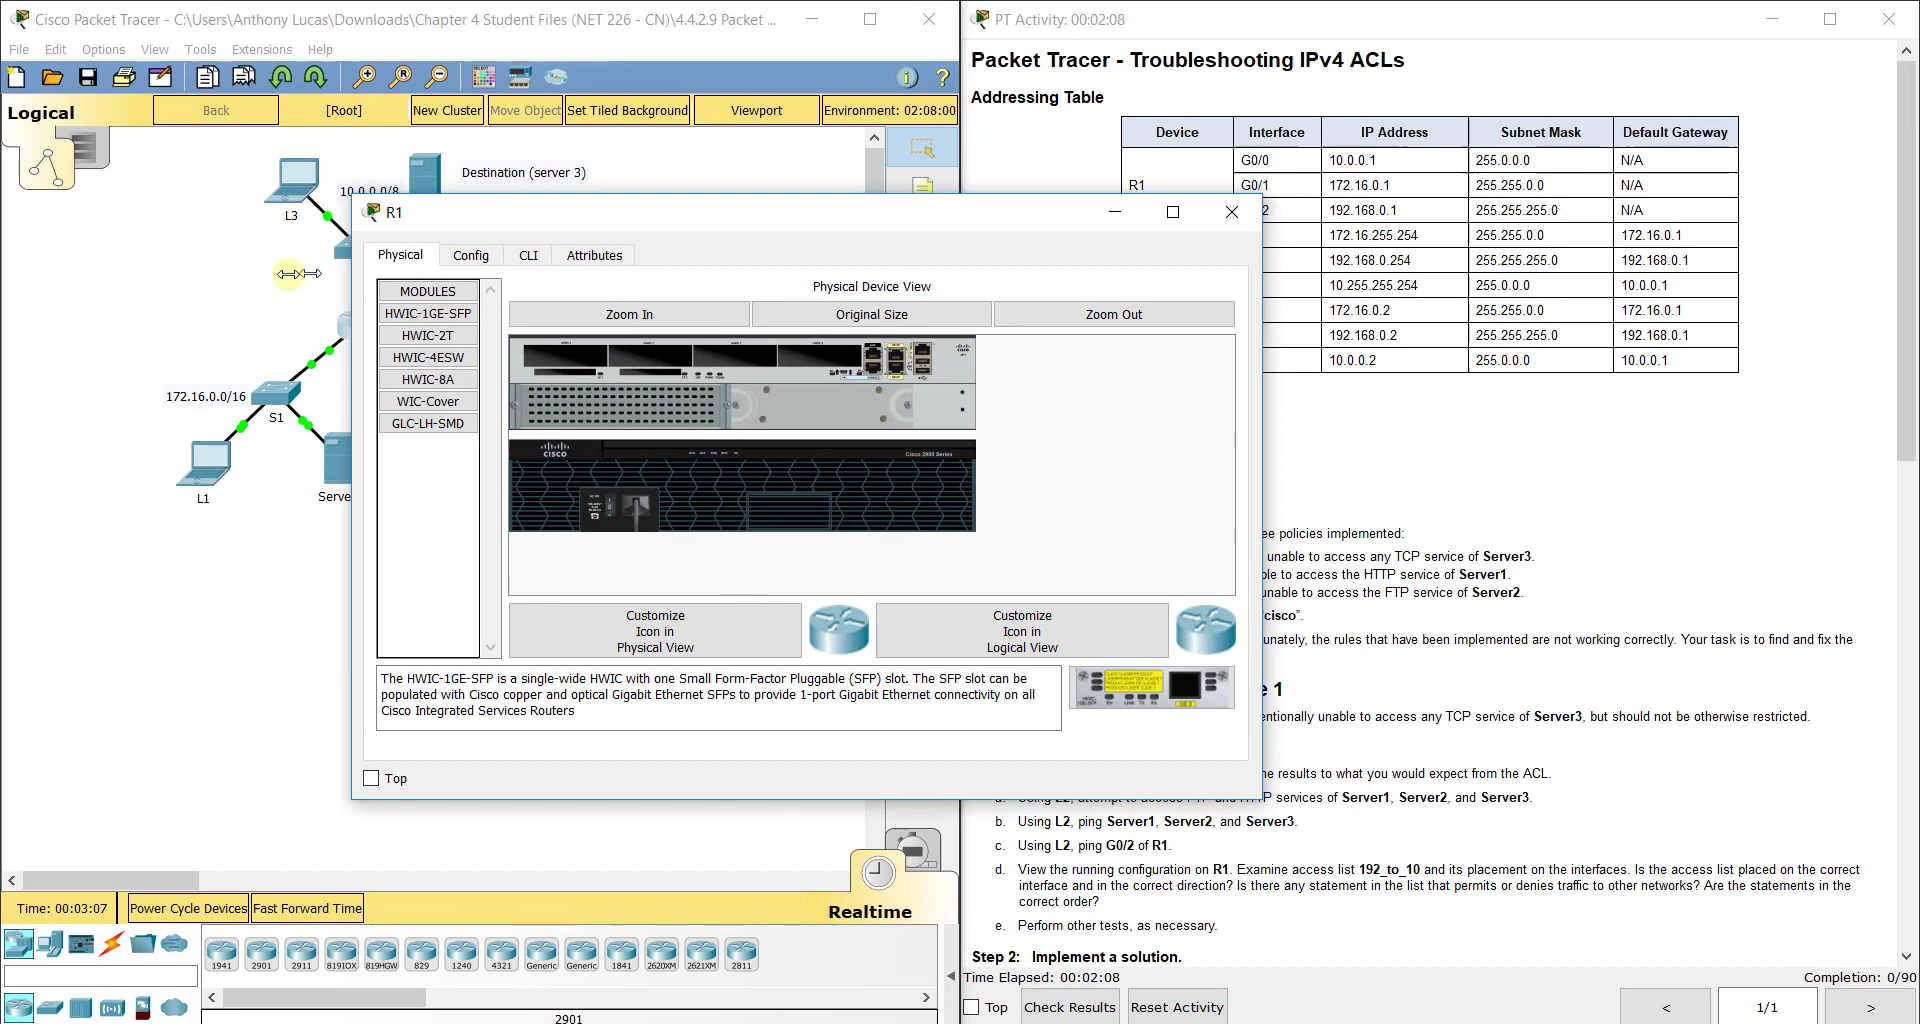 Cisco Packet Tracer - C:\Users\Anthony Lucas\Downloads\Chapter 4 Student Files (NET 226 - CN)\4.4.2.9 Packet ...
File Edit Options View Tools Extensions Help
Logical
Back
[Root]
New Cluster
Move Object
Set Tiled Background
Viewport
Environment: 02:08:00
Destination (server 3)
10.0.0.0/8
L3
172.16.0.0/16
S1
L1
Serve
R1
Physical
Config
CLI
Attributes
MODULES
HWIC-1GE-SFP
HWIC-2T
HWIC-4ESW
HWIC-8A
WIC-Cover
GLC-LH-SMD
Physical Device View
Zoom In
Original Size
Zoom Out
CISCO
Cisco 2900 Series
Customize
Icon in
Physical View
Customize
Icon in
Logical View
The HWIC-1GE-SFP is a single-wide HWIC with one Small Form-Factor Pluggable (SFP) slot. The SFP slot can be
populated with Cisco copper and optical Gigabit Ethernet SFPs to provide 1-port Gigabit Ethernet connectivity on all
Cisco Integrated Services Routers
Top
Time: 00:03:07
Power Cycle Devices
Fast Forward Time
Realtime
1941
2901
2911
819IOX
819HGW
829
1240
4321
Generic
Generic
1841
2620XM
2621XM
2811
2901
PT Activity: 00:02:08
Packet Tracer - Troubleshooting IPv4 ACLs
Addressing Table
Device Interface IP Address Subnet Mask Default Gateway
G0/0 10.0.0.1 255.0.0.0 N/A
R1 G0/1 172.16.0.1 255.255.0.0 N/A
2 192.168.0.1 255.255.255.0 N/A
172.16.255.254 255.255.0.0 172.16.0.1
192.168.0.254 255.255.255.0 192.168.0.1
10.255.255.254 255.0.0.0 10.0.0.1
172.16.0.2 255.255.0.0 172.16.0.1
192.168.0.2 255.255.255.0 192.168.0.1
10.0.0.2 255.0.0.0 10.0.0.1
ee policies implemented:
unable to access any TCP service of Server3.
ble to access the HTTP service of Server1.
unable to access the FTP service of Server2.
cisco”.
unately, the rules that have been implemented are not working correctly. Your task is to find and fix the
e 1
entionally unable to access any TCP service of Server3, but should not be otherwise restricted.
he results to what you would expect from the ACL.
a. Using L2, attempt to access FTP and HTTP services of Server1, Server2, and Server3.
b. Using L2, ping Server1, Server2, and Server3.
c. Using L2, ping G0/2 of R1.
d. View the running configuration on R1. Examine access list 192_to_10 and its placement on the interfaces. Is the access list placed on the correct
interface and in the correct direction? Is there any statement in the list that permits or denies traffic to other networks? Are the statements in the
correct order?
e. Perform other tests, as necessary.
Step 2: Implement a solution.
Time Elapsed: 00:02:08
Completion: 0/90
Top
Check Results
Reset Activity
<
1/1
>